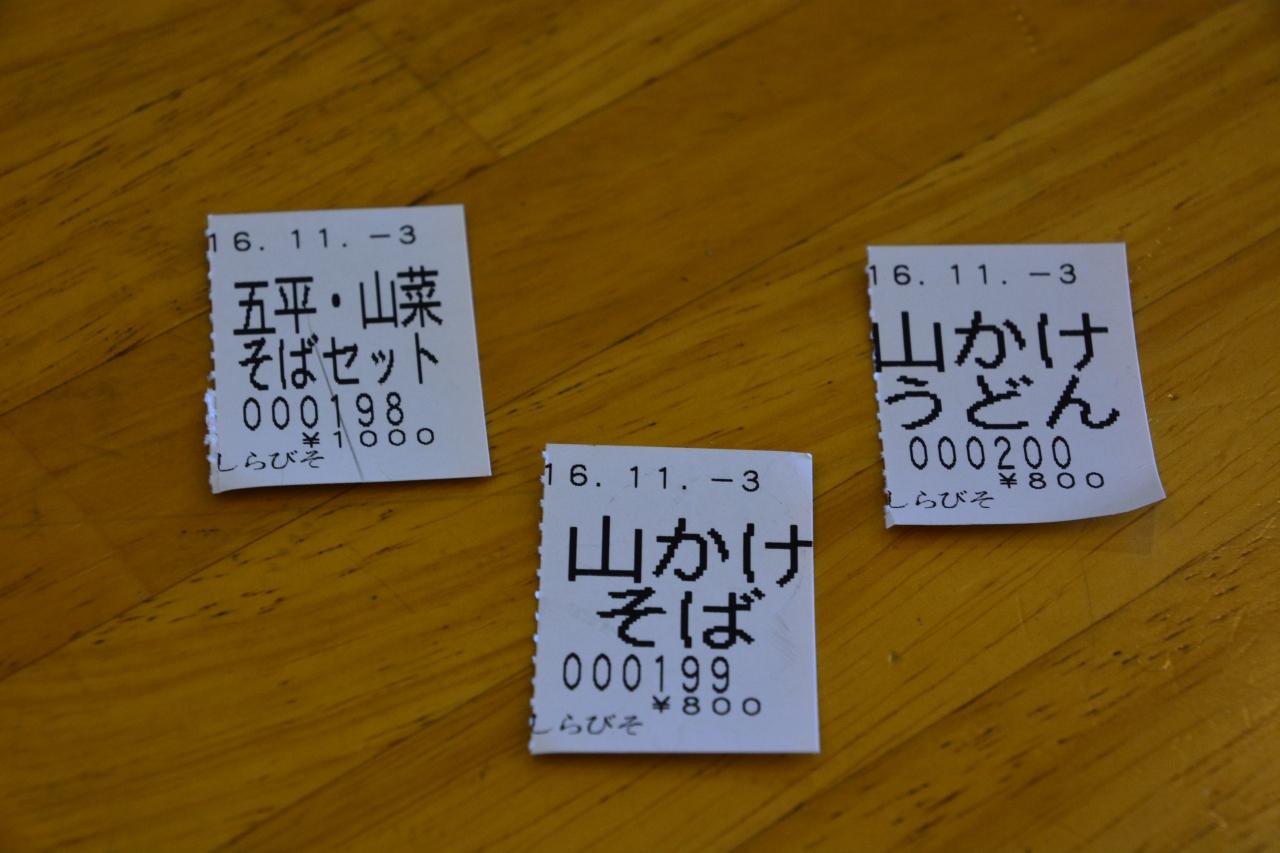 16. 11. -3
五平・山菜
そばセット
000198
¥1000
しらびそ
16. 11. -3
山かけ
そば
000199
¥800
しらびそ
16. 11. -3
山かけ
うどん
000200
¥800
しらびそ